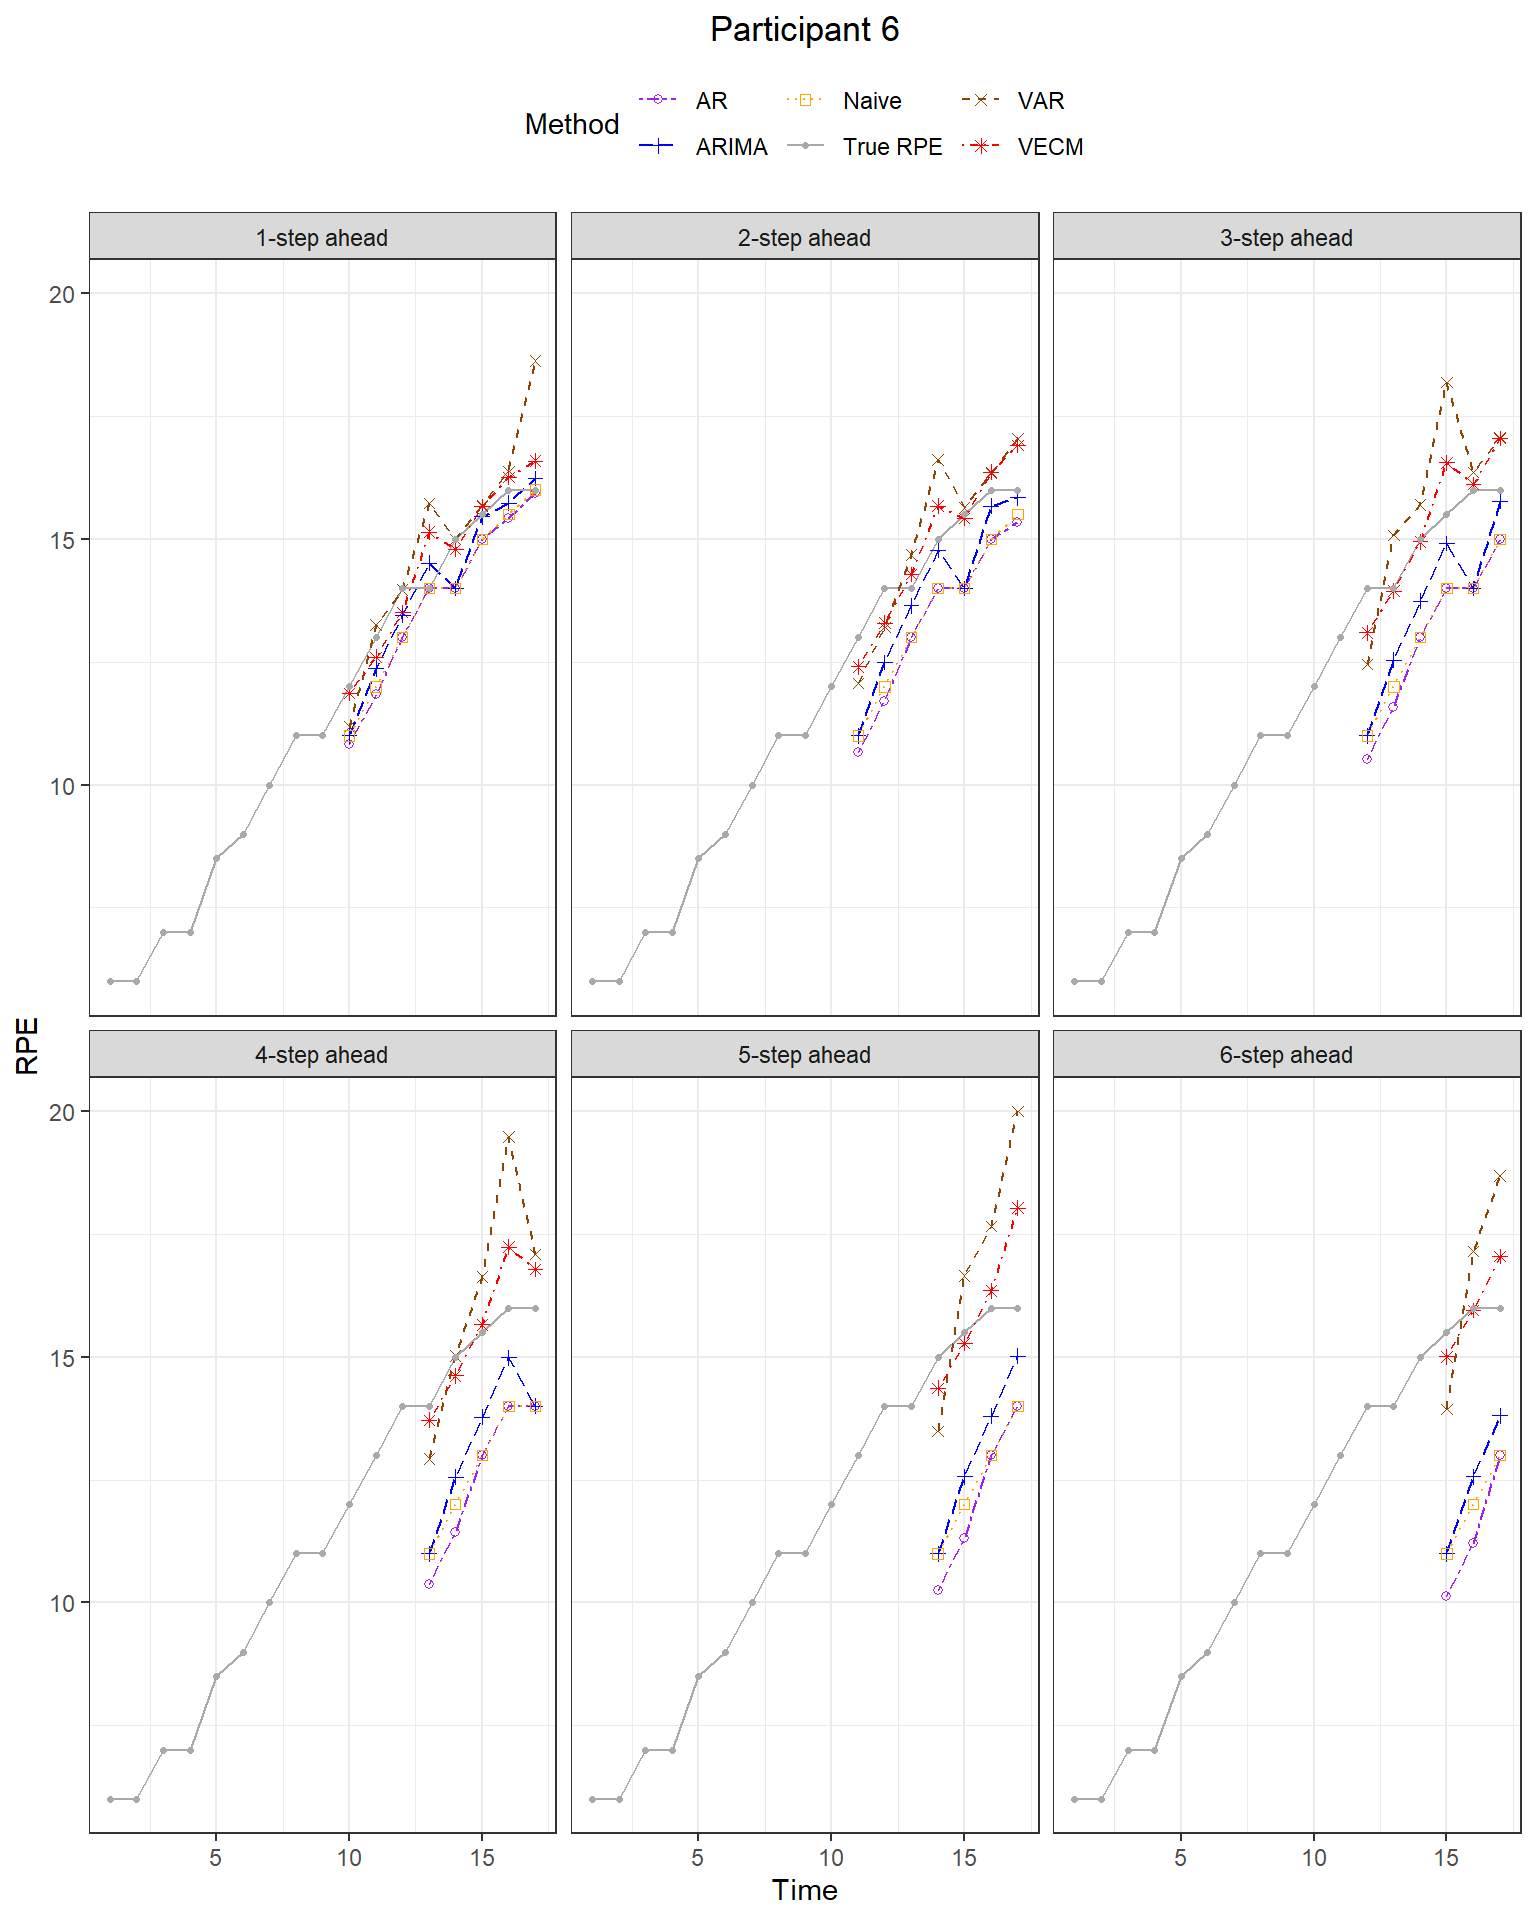 Participant 6
Method
AR Naive VAR
ARIMA True RPE VECM
1-step ahead 2-step ahead 3-step ahead
20
15
10
RPE
4-step ahead 5-step ahead 6-step ahead
20
15
10
5 10 15 5 10 15 5 10 15
Time